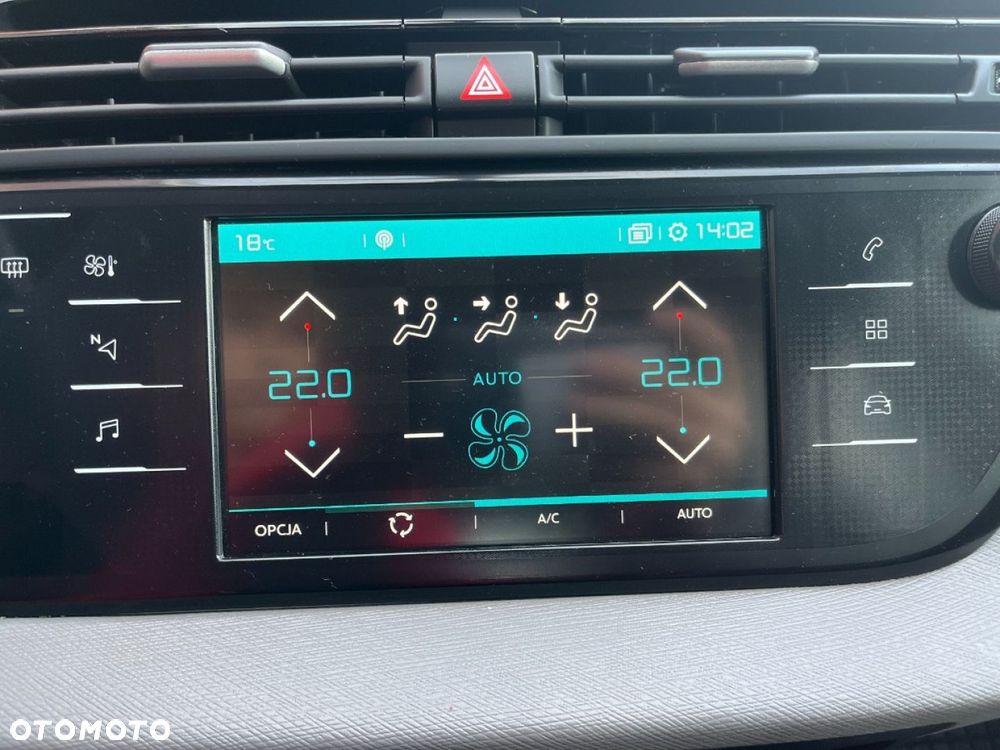 18°C
14:02
N
22.0
22.0
AUTO
OPCJA
A/C
AUTO
OTOMOTO